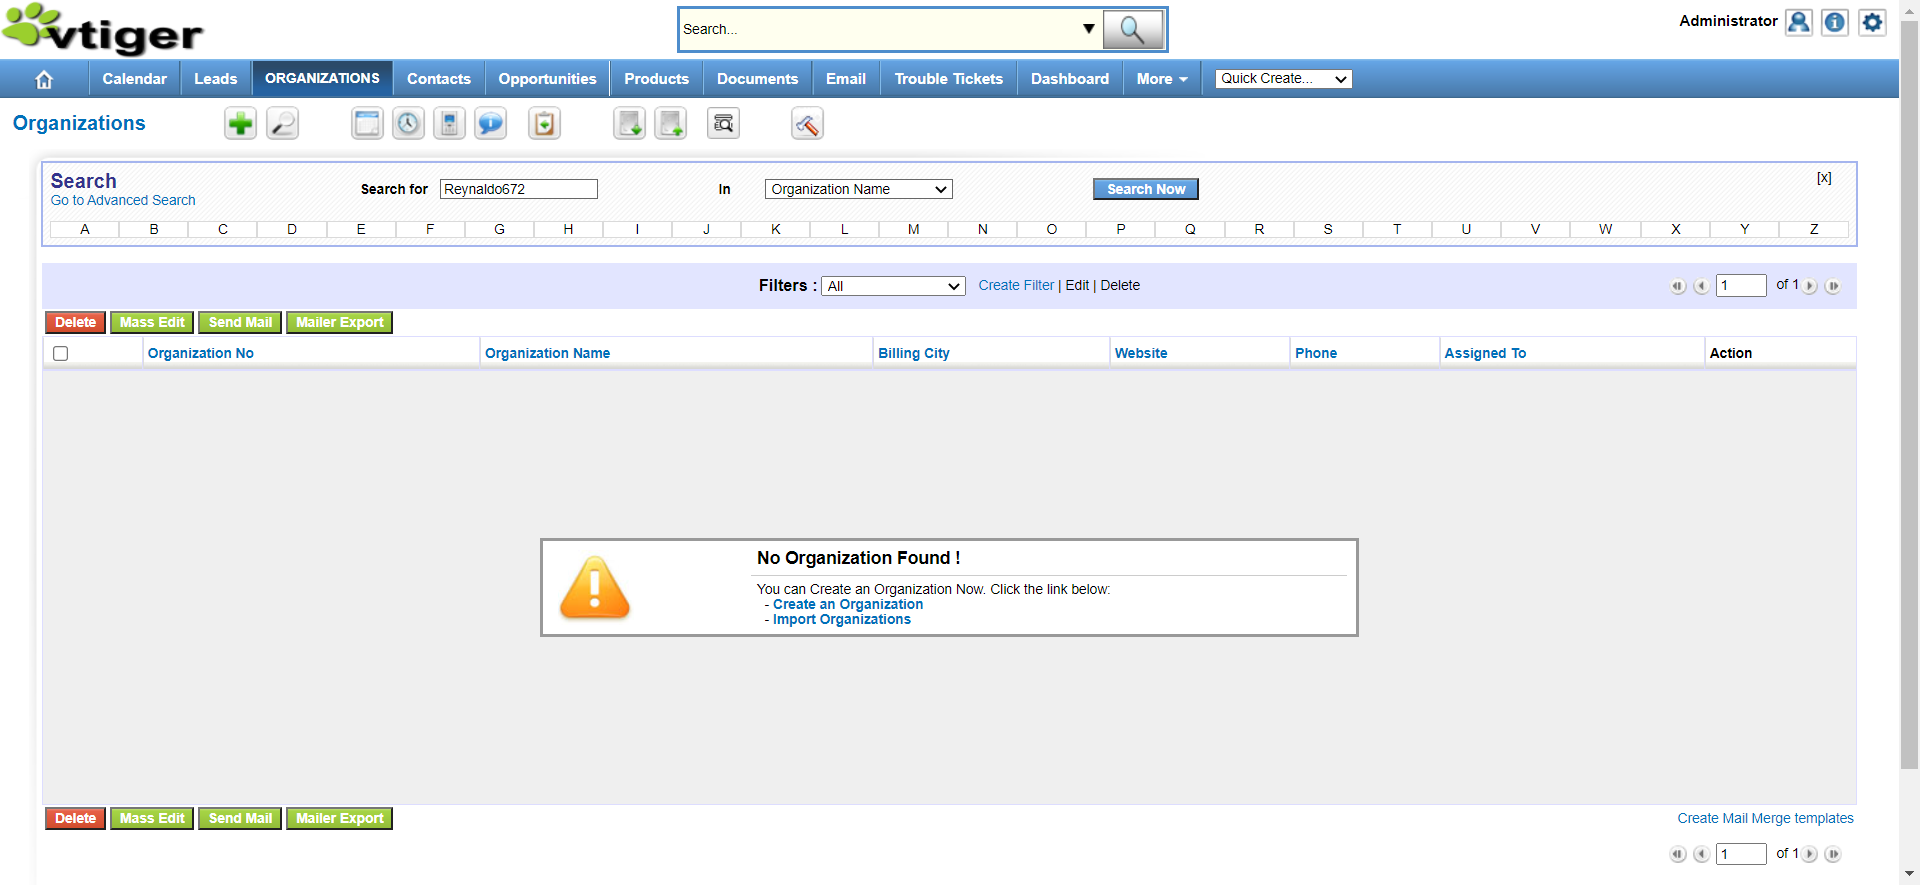 vtiger
Search...
Administrator
Calendar Leads ORGANIZATIONS Contacts Opportunities Products Documents Email Trouble Tickets Dashboard More Quick Create...
Organizations
Search
Go to Advanced Search
Search for Reynaldo672 In Organization Name Search Now [x]
A B C D E F G H I J K L M N O P Q R S T U V W X Y Z
Filters : All Create Filter | Edit | Delete 1 of 1
Delete Mass Edit Send Mail Mailer Export
Organization No Organization Name Billing City Website Phone Assigned To Action
No Organization Found !
You can Create an Organization Now. Click the link below:
- Create an Organization
- Import Organizations
Delete Mass Edit Send Mail Mailer Export Create Mail Merge templates
1 of 1